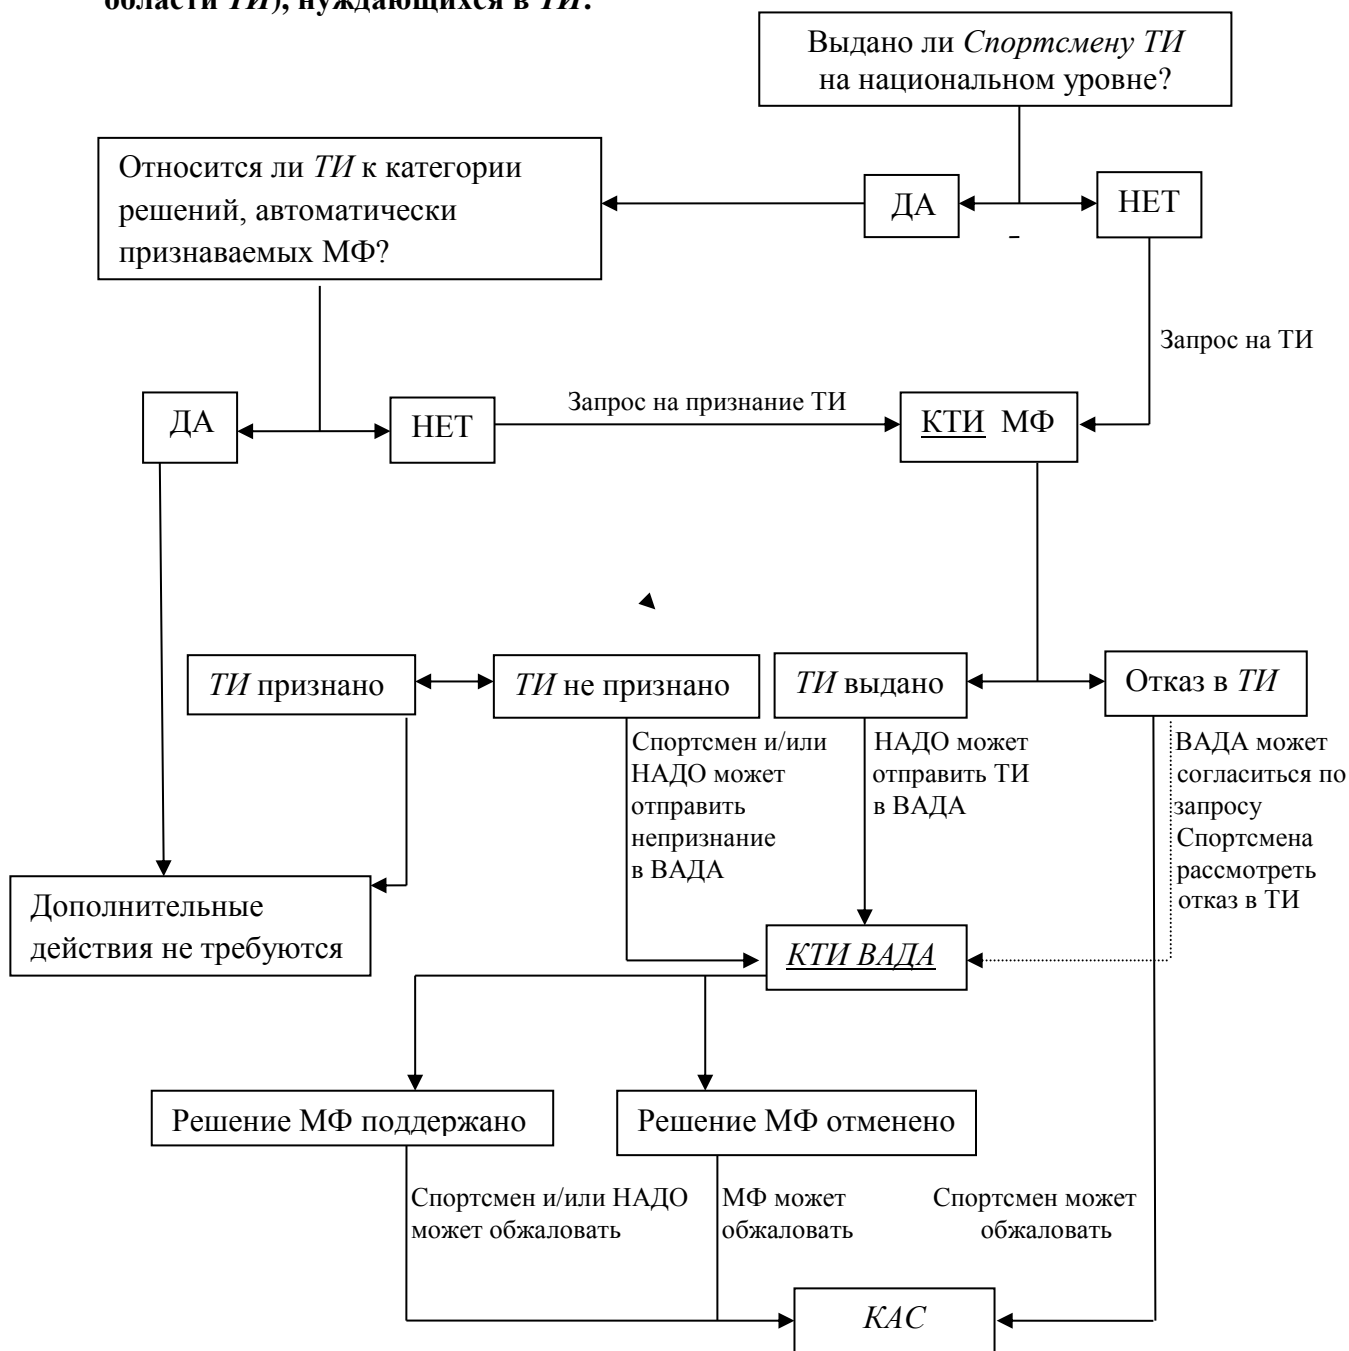 области ТИ), нуждающихся в ТИ.
Выдано ли Спортсмену ТИ
на национальном уровне?
Относится ли ТИ к категории
решений, автоматически
признаваемых МФ?
ДА
НЕТ
Запрос на ТИ
ДА
НЕТ
Запрос на признание ТИ
КТИ МФ
ТИ признано
ТИ не признано
ТИ выдано
Отказ в ТИ
Спортсмен и/или
НАДО может
отправить
непризнание
в ВАДА
НАДО может
отправить ТИ
в ВАДА
ВАДА может
согласиться по
запросу
Спортсмена
рассмотреть
отказ в ТИ
Дополнительные
действия не требуются
КТИ ВАДА
Решение МФ поддержано
Решение МФ отменено
Спортсмен и/или НАДО
может обжаловать
МФ может
обжаловать
Спортсмен может
обжаловать
КАС